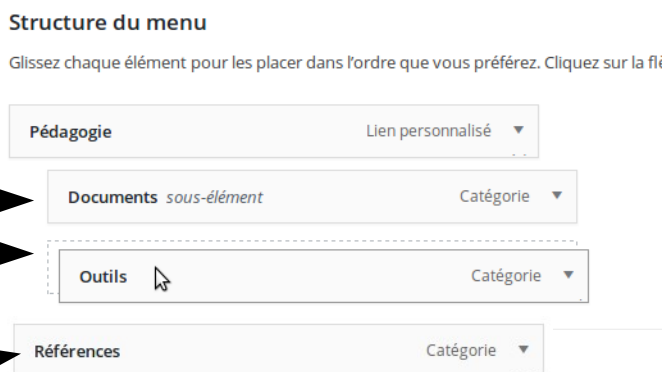 Structure du menu
Glissez chaque élément pour les placer dans l’ordre que vous préférez. Cliquez sur la
Pédagogie Lien personnalisé
Documents sous-élément Catégorie
Outils Catégorie
Références Catégorie